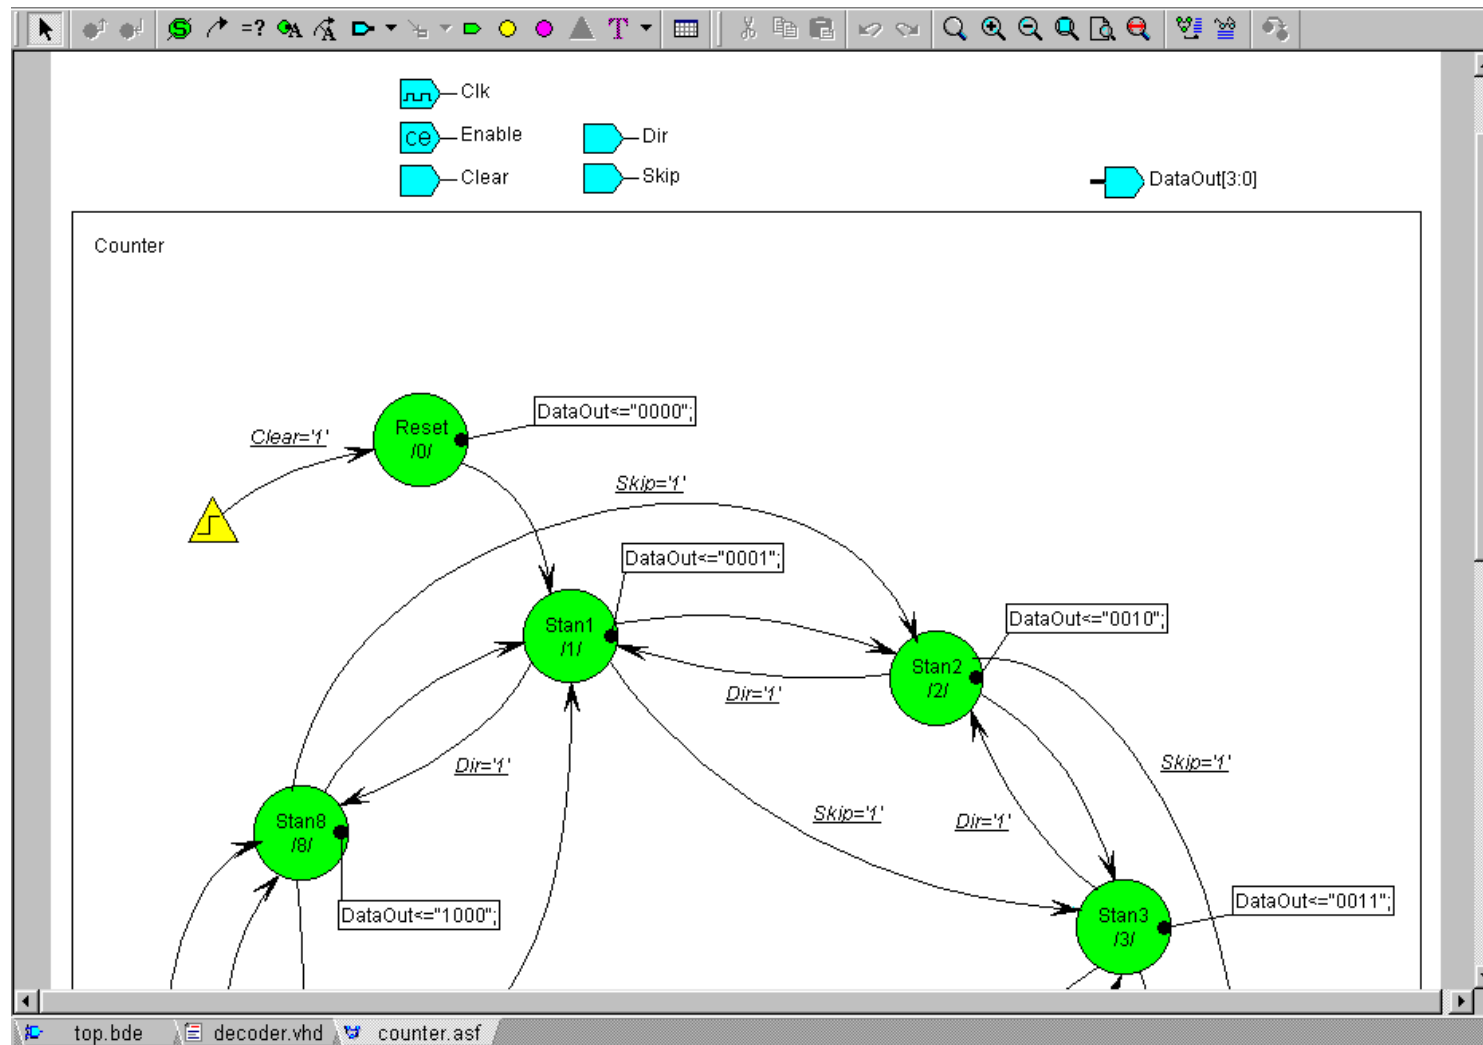 =?
A
A
T
Clk
ce
Enable
Dir
Clear
Skip
DataOut[3:0]
Counter
DataOut<="0000";
Reset
/0/
Clear='1'
Skip='1'
DataOut<="0001";
Stan1
/1/
DataOut<="0010";
Stan2
/2/
Dir='1'
Dir='1'
Skip='1'
Skip='1'
Dir='1'
Stan8
/8/
DataOut<="1000";
DataOut<="0011";
Stan3
/3/
top.bde
decoder.vhd
counter.asf